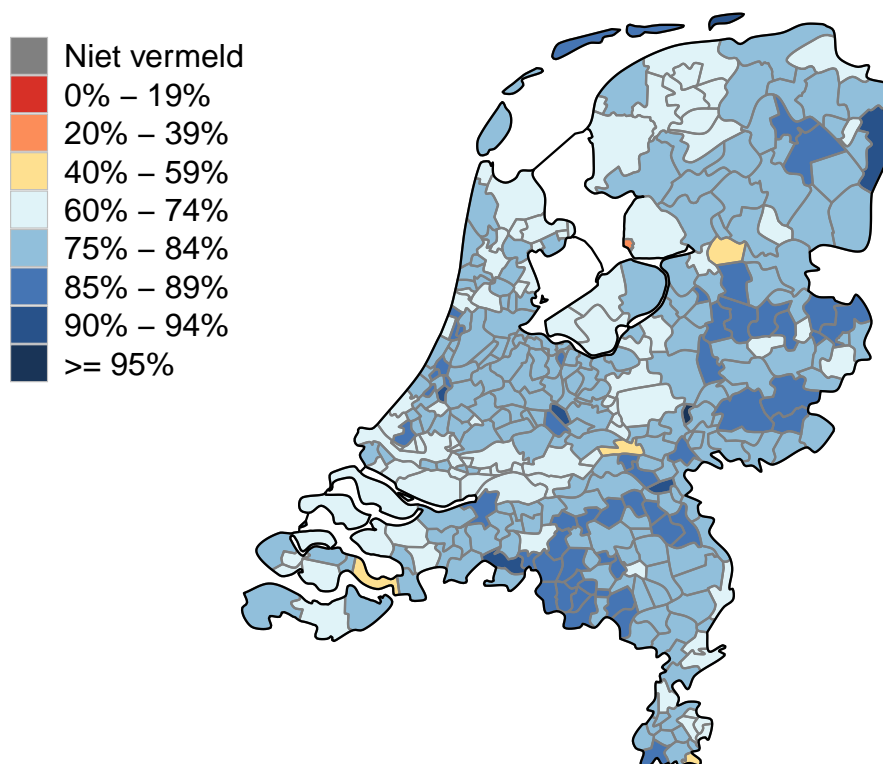 Niet vermeld
0% – 19%
20% – 39%
40% – 59%
60% – 74%
75% – 84%
85% – 89%
90% – 94%
>= 95%